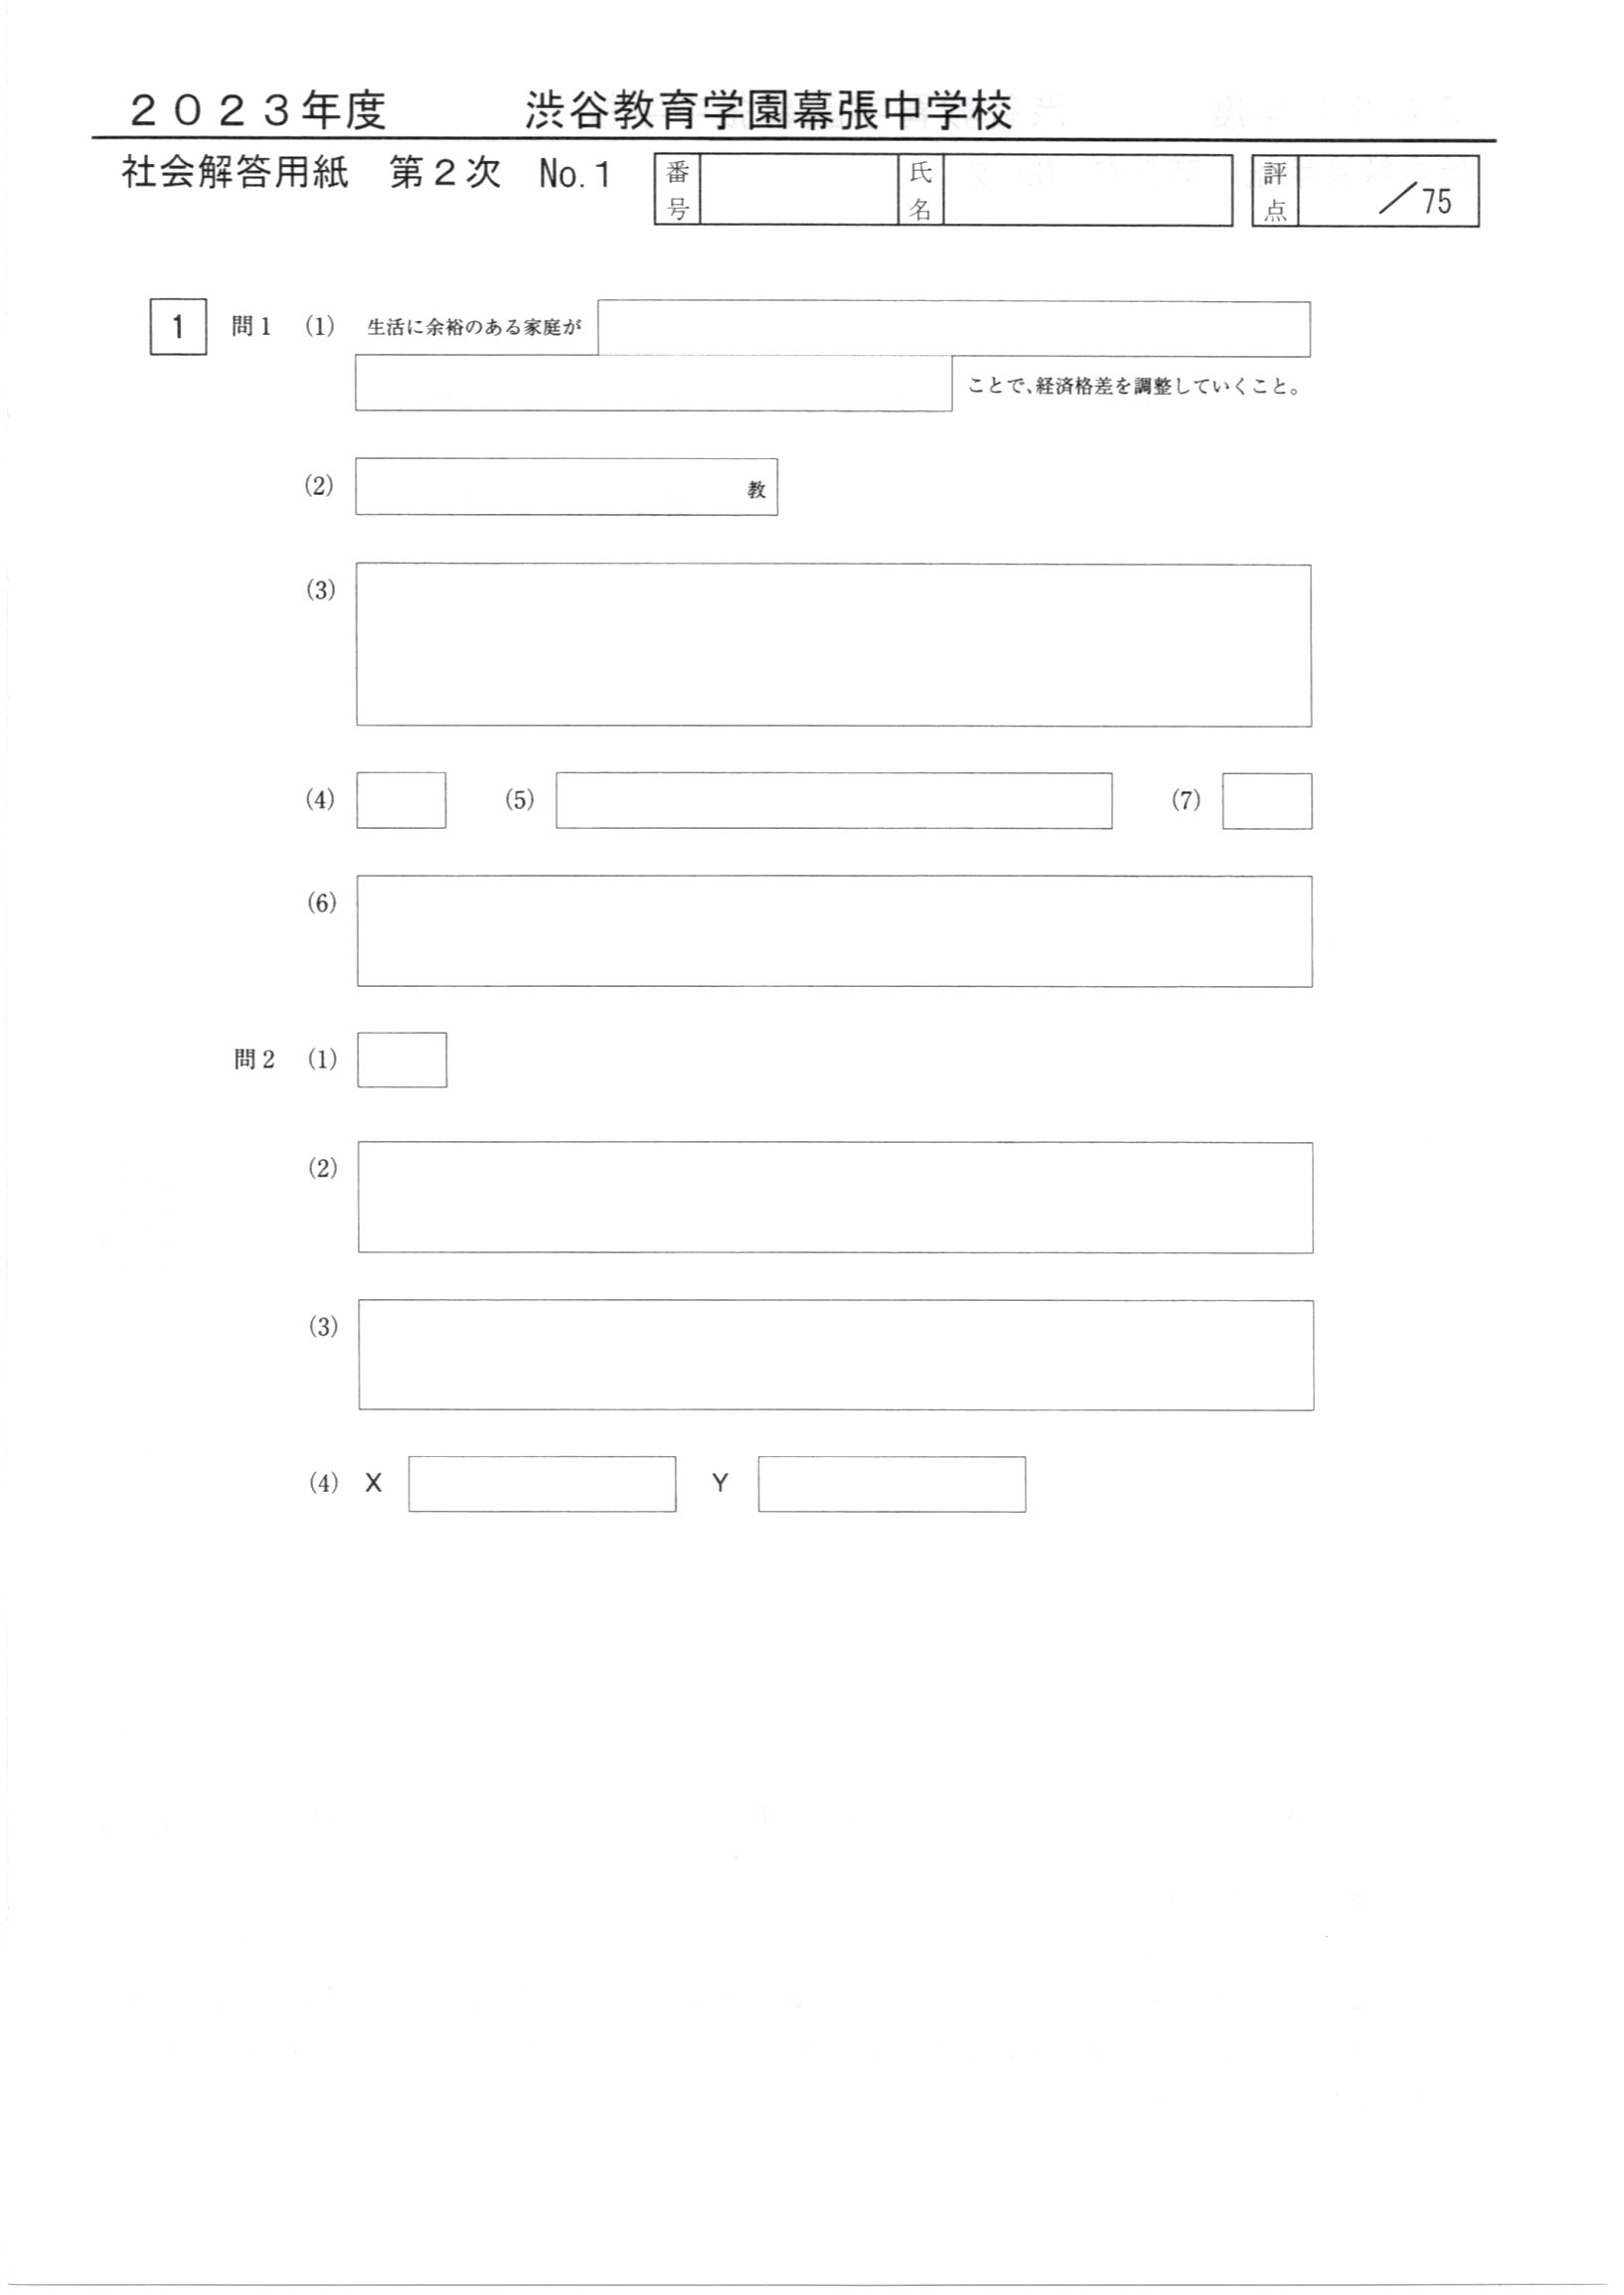 2023年度 渋谷教育学園幕張中学校
社会解答用紙 第2次 No.1 番号 氏名 評点 /75
1 問1 (1) 生活に余裕のある家庭が
ことで、経済格差を調整していくこと。
(2) 教
(3)
(4) (5) (7)
(6)
問2 (1)
(2)
(3)
(4) X Y